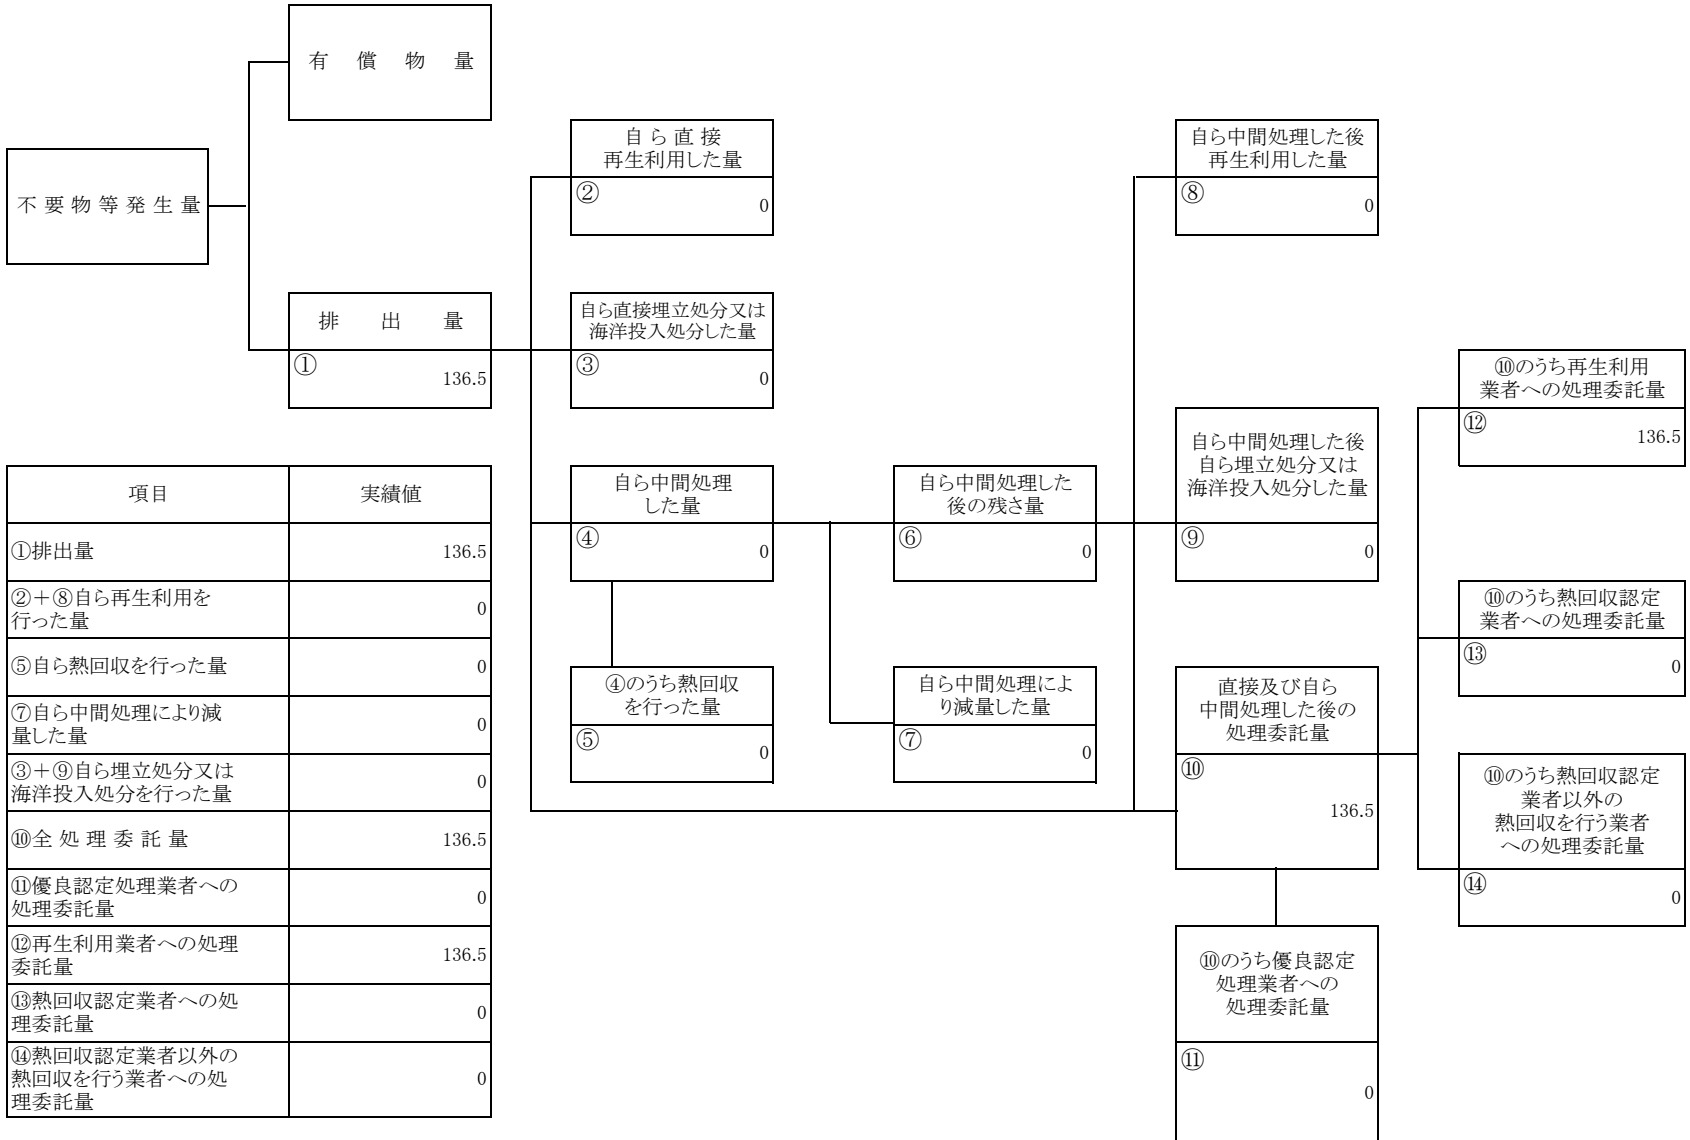 有　償　物　量
不 要 物 等 発 生 量
自 ら 直 接
再生利用した量
②
0
自ら中間処理した後
再生利用した量
⑧
0
排　出　量
①
136.5
自ら直接埋立処分又は
海洋投入処分した量
③
0
⑩のうち再生利用
業者への処理委託量
⑫
136.5
自ら中間処理
した量
④
0
自ら中間処理した
後の残さ量
⑥
0
自ら中間処理した後
自ら埋立処分又は
海洋投入処分した量
⑨
0
⑩のうち熱回収認定
業者への処理委託量
⑬
0
④のうち熱回収
を行った量
⑤
0
自ら中間処理によ
り減量した量
⑦
0
直接及び自ら
中間処理した後の
処理委託量
⑩
136.5
⑩のうち熱回収認定
業者以外の
熱回収を行う業者
への処理委託量
⑭
0
⑩のうち優良認定
処理業者への
処理委託量
⑪
0
項目 実績値
①排出量 136.5
②＋⑧自ら再生利用を
行った量 0
⑤自ら熱回収を行った量 0
⑦自ら中間処理により減
量した量 0
③＋⑨自ら埋立処分又は
海洋投入処分を行った量 0
⑩全 処 理 委 託 量 136.5
⑪優良認定処理業者への
処理委託量 0
⑫再生利用業者への処理
委託量 136.5
⑬熱回収認定業者への処
理委託量 0
⑭熱回収認定業者以外の
熱回収を行う業者への処
理委託量 0